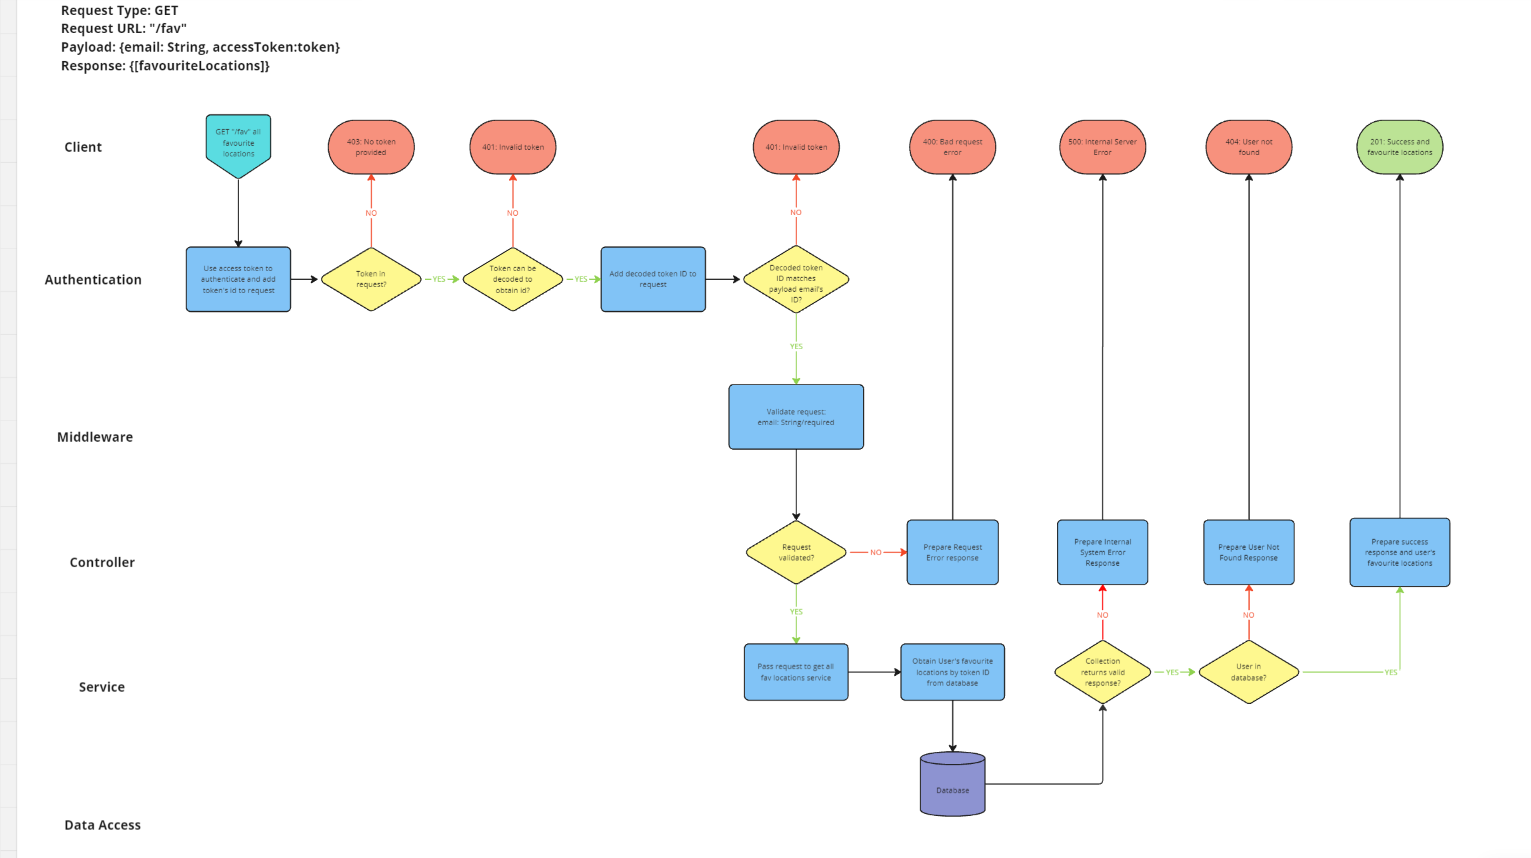 Request Type: GET
Request URL: "/fav"
Payload: {email: String, accessToken:token}
Response: {[favouriteLocations]}
Client
GET "/fav" all
favourite
locations
403: No token
provided
401: Invalid token
401: Invalid token
400: Bad request
error
500: Internal Server
Error
404: User not
found
201: Success and
favourite locations
NO
NO
NO
Authentication
Use access token to
authenticate and add
token's id to request
Token in
request?
YES
Token can be
decoded to
obtain id?
YES
Add decoded token ID to
request
Decoded token
ID matches
payload email's
ID?
YES
Middleware
Validate request:
email: String/required
Controller
Request
validated?
NO
Prepare Request
Error response
Prepare Internal
System Error
Response
Prepare User Not
Found Response
Prepare success
response and user's
favourite locations
YES
NO
NO
Service
Pass request to get all
fav locations service
Obtain User's favourite
locations by token ID
from database
Collection
returns valid
response?
YES
User in
database?
YES
Database
Data Access